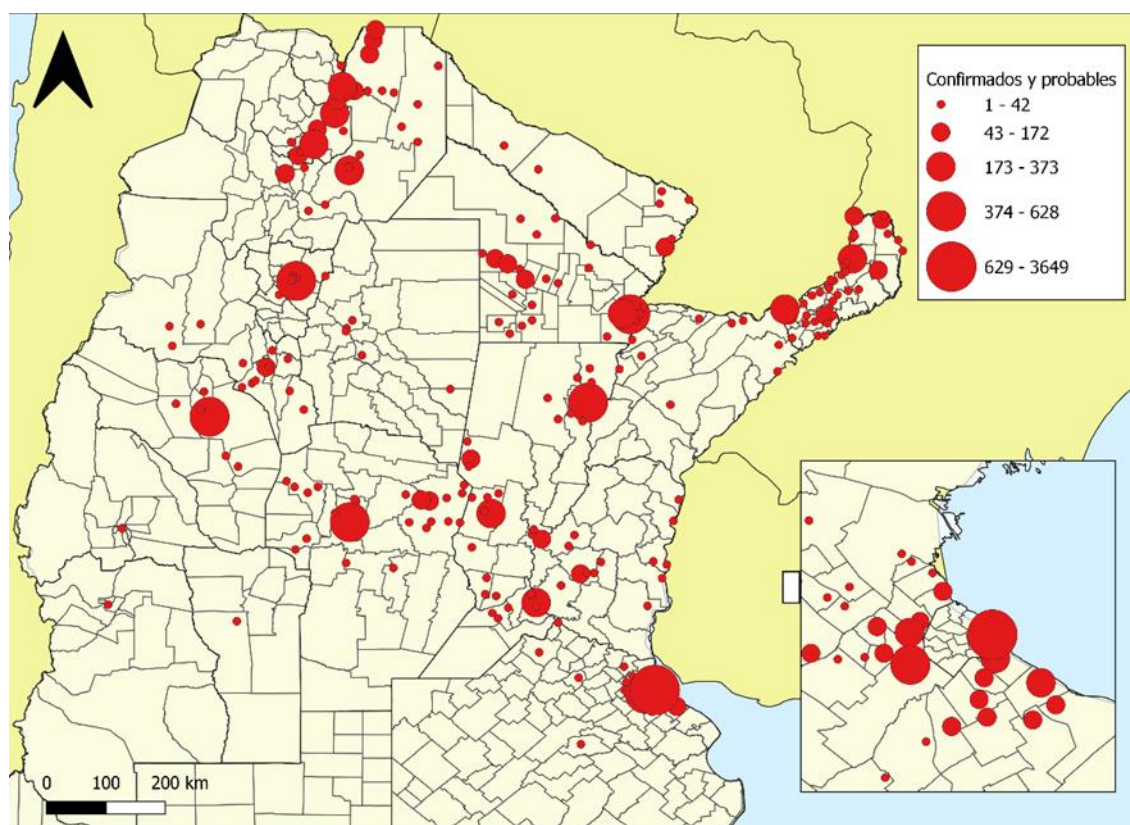 Confirmados y probables
1 - 42
43 - 172
173 - 373
374 - 628
629 - 3649
0 100 200 km